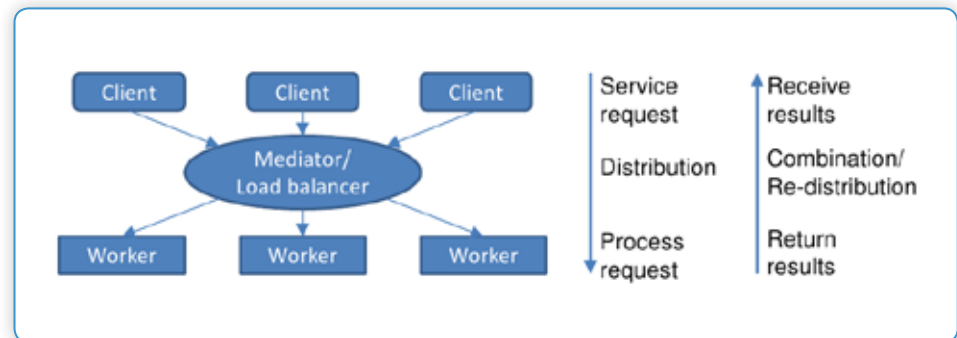 Client
Client
Client
Mediator/
Load balancer
Worker
Worker
Worker
Service
request
Distribution
Process
request
Receive
results
Combination/
Re-distribution
Return
results